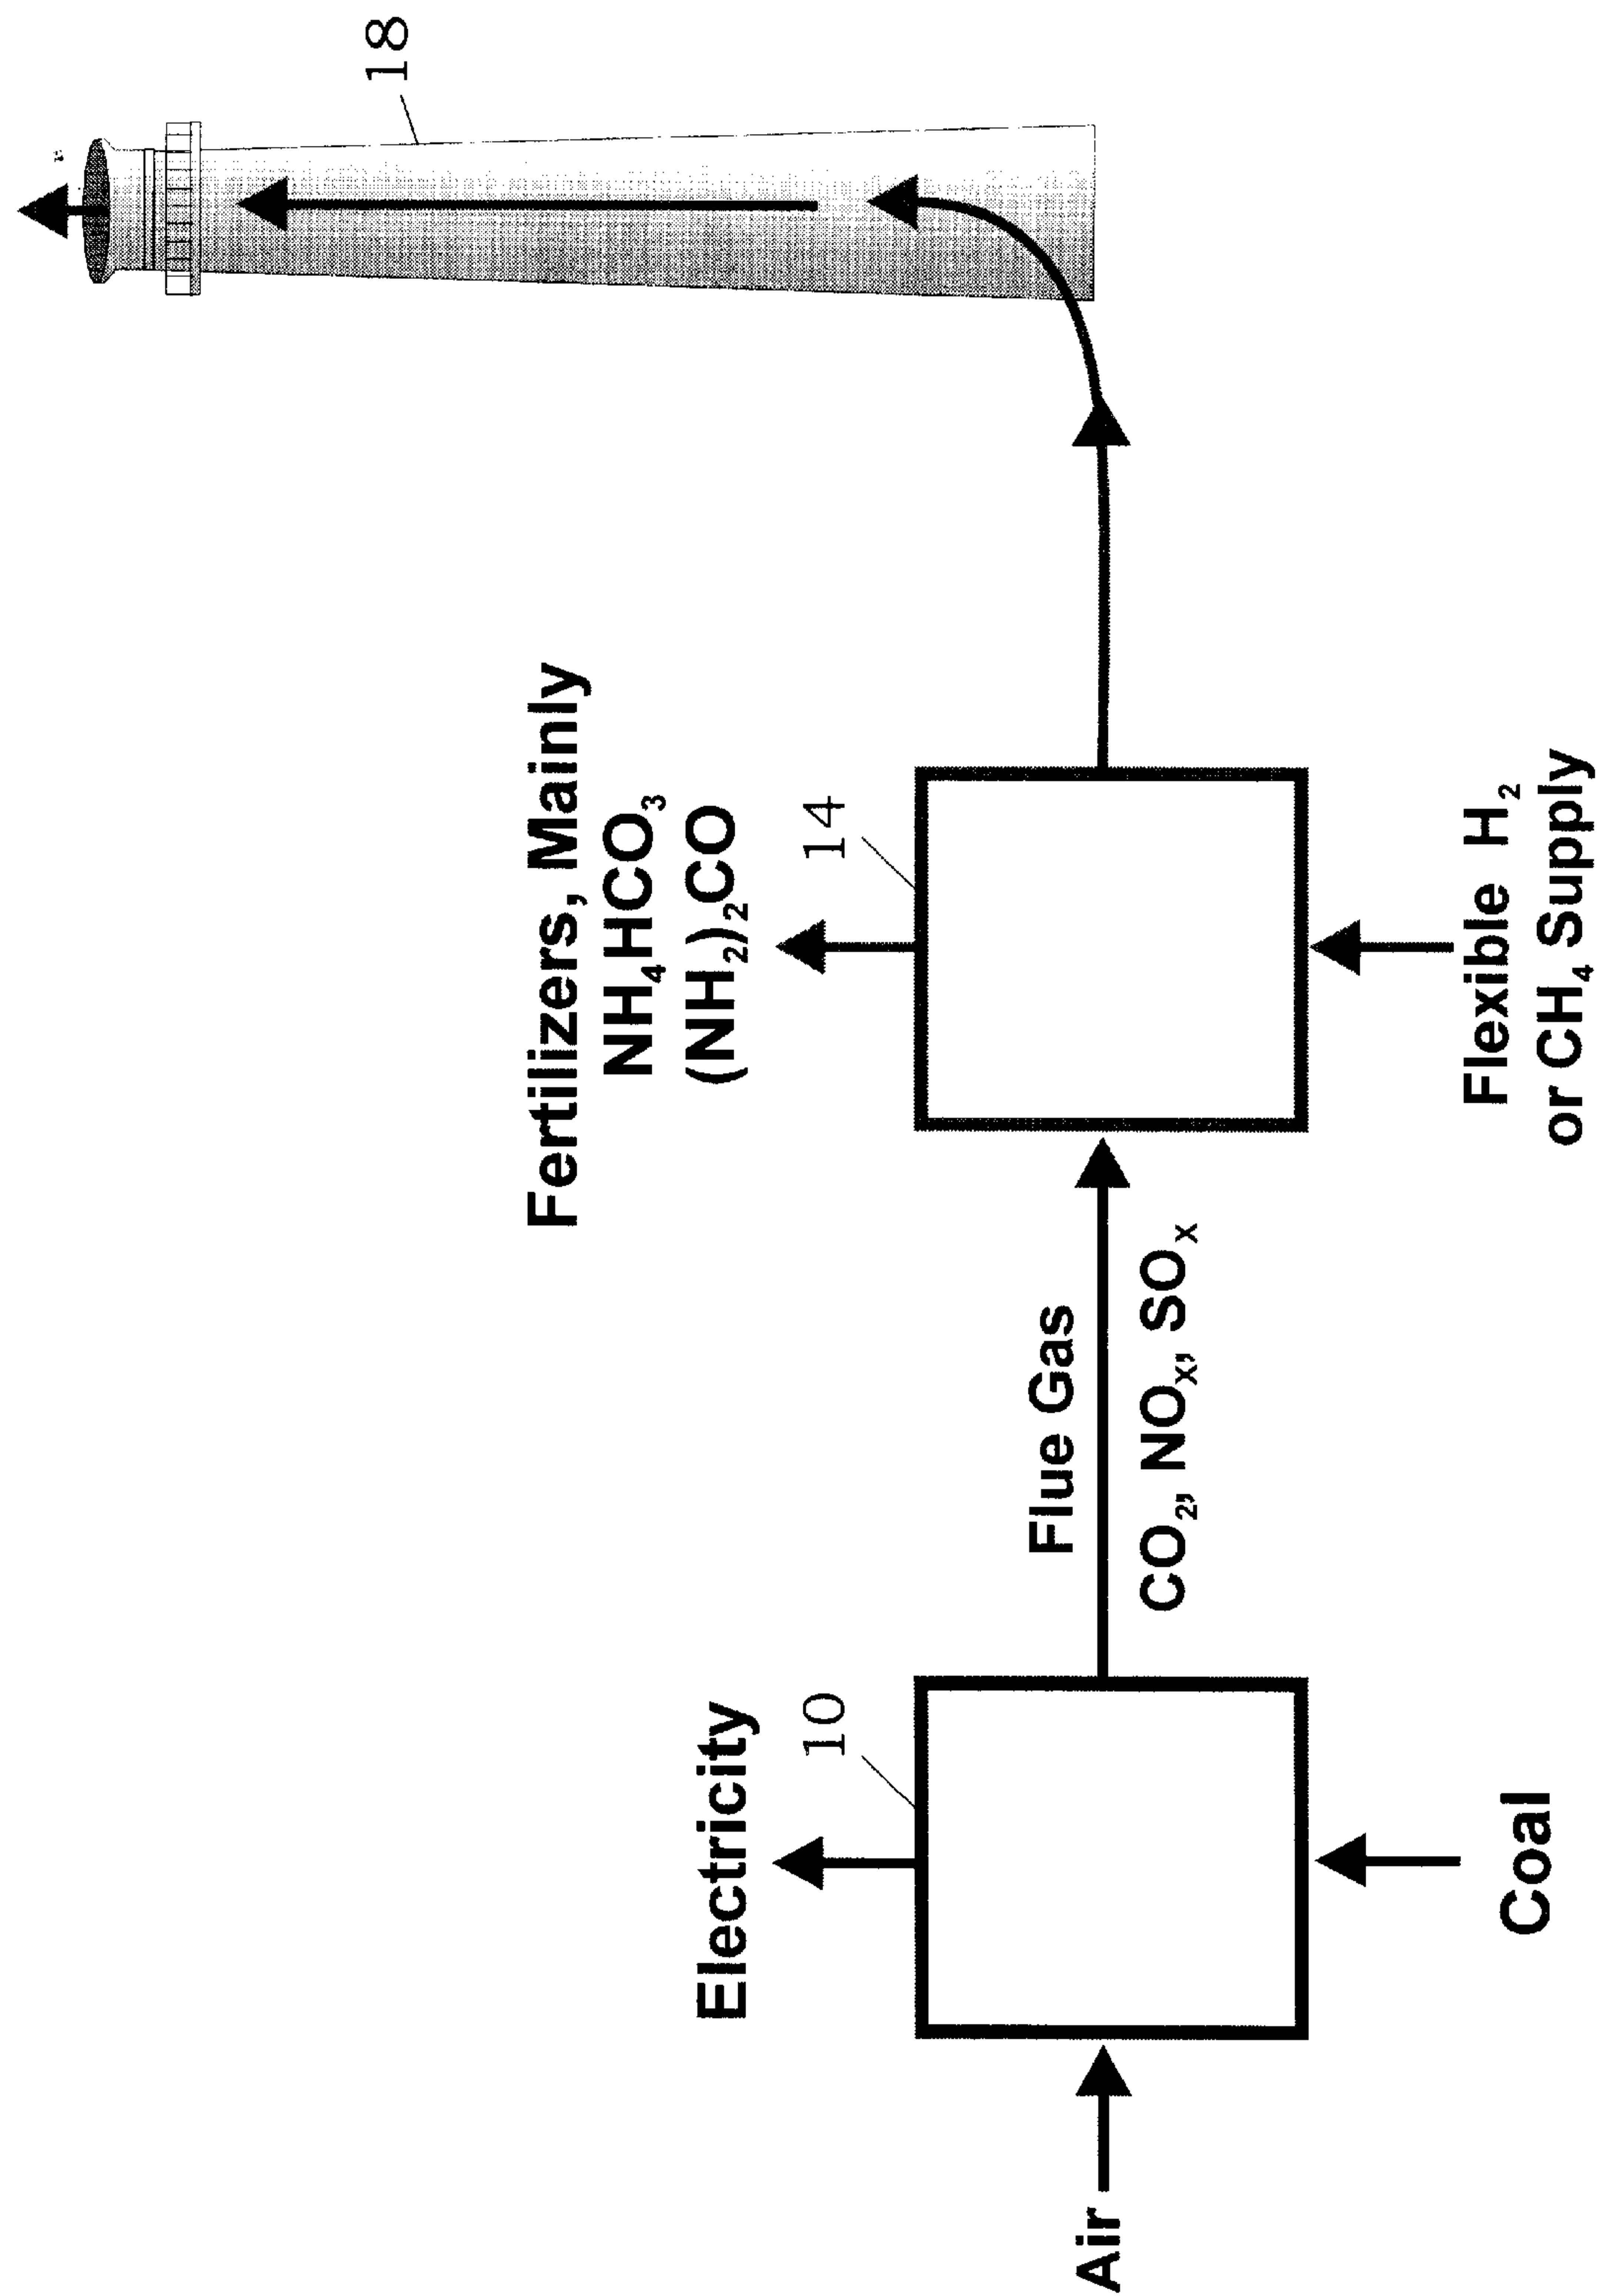 Air
Coal
Electricity
10
Flue Gas
CO₂, NOₓ, SOₓ
Fertilizers, Mainly
NH₄HCO₃
(NH₂)₂CO
14
Flexible H₂
or CH₄ Supply
18